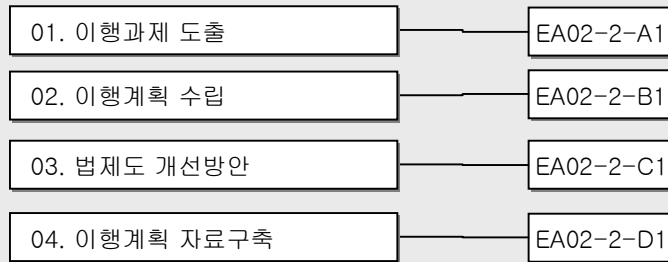 01. 이행과제 도출 EA02-2-A1
02. 이행계획 수립 EA02-2-B1
03. 법제도 개선방안 EA02-2-C1
04. 이행계획 자료구축 EA02-2-D1